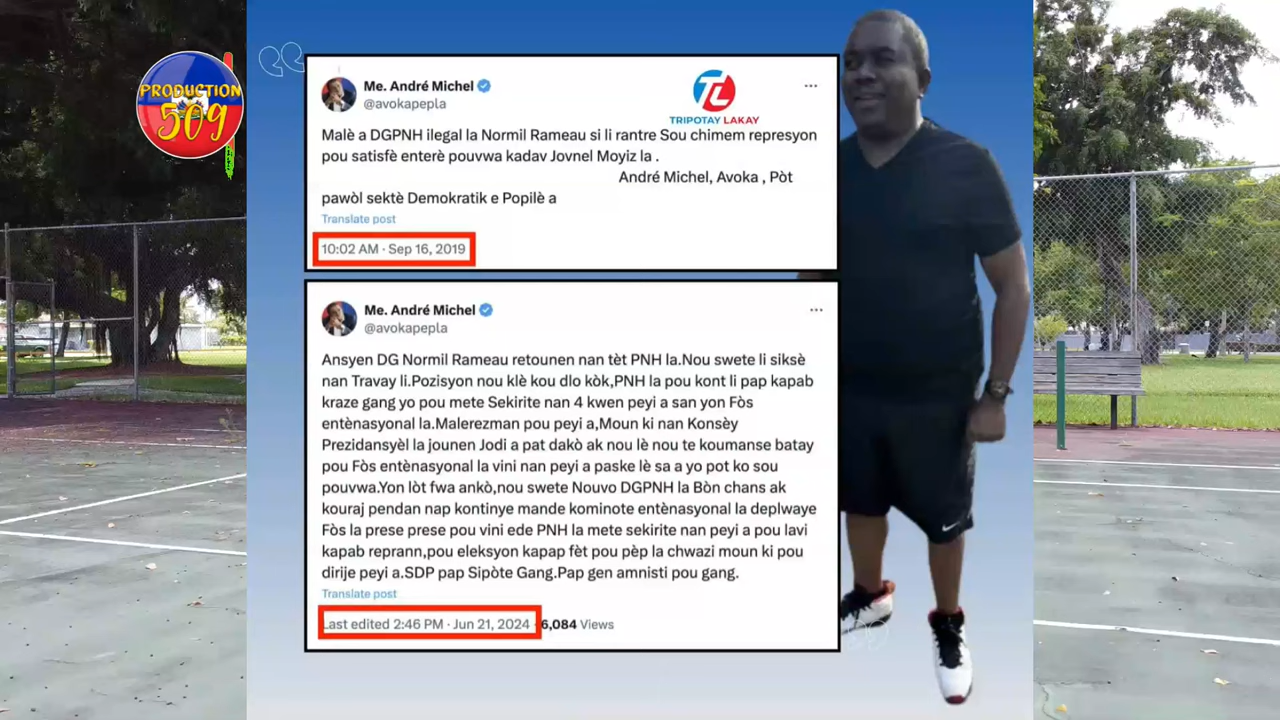 PRODUCTION
509
Me. André Michel
@avokapepla
TL
TRIPOTAY LAKAY
Malè a DGPNH ilegal la Normil Rameau si li rantre Sou chimem represyon
pou satisfè enterè pouvwa kadav Jovnel Moyiz la .
André Michel, Avoka , Pòt
pawòl sektè Demokratik e Popilè a
Translate post
10:02 AM · Sep 16, 2019
Me. André Michel
@avokapepla
Ansyen DG Normil Rameau retounen nan tèt PNH la.Nou swete li siksè
nan Travay li.Pozisyon nou klè kou dlo kòk,PNH la pou kont li pap kapab
kraze gang yo pou mete Sekirite nan 4 kwen peyi a san yon Fòs
entènasyonal la.Malerezman pou peyi a,Moun ki nan Konsèy
Prezidansyèl la jounen Jodi a pat dakò ak nou lè nou te koumanse batay
pou Fòs entènasyonal la vini nan peyi a paske lè sa a yo pot ko sou
pouvwa.Yon lòt fwa ankò,nou swete Nouvo DGPNH la Bòn chans ak
kouraj pendan nap kontinye mande kominote entènasyonal la deplwaye
Fòs la prese prese pou vini ede PNH la mete sekirite nan peyi a pou lavi
kapab reprann,pou eleksyon kapap fèt pou pèp la chwazi moun ki pou
dirije peyi a.SDP pap Sipòte Gang.Pap gen amnisti pou gang.
Translate post
Last edited 2:46 PM · Jun 21, 2024 · 6,084 Views